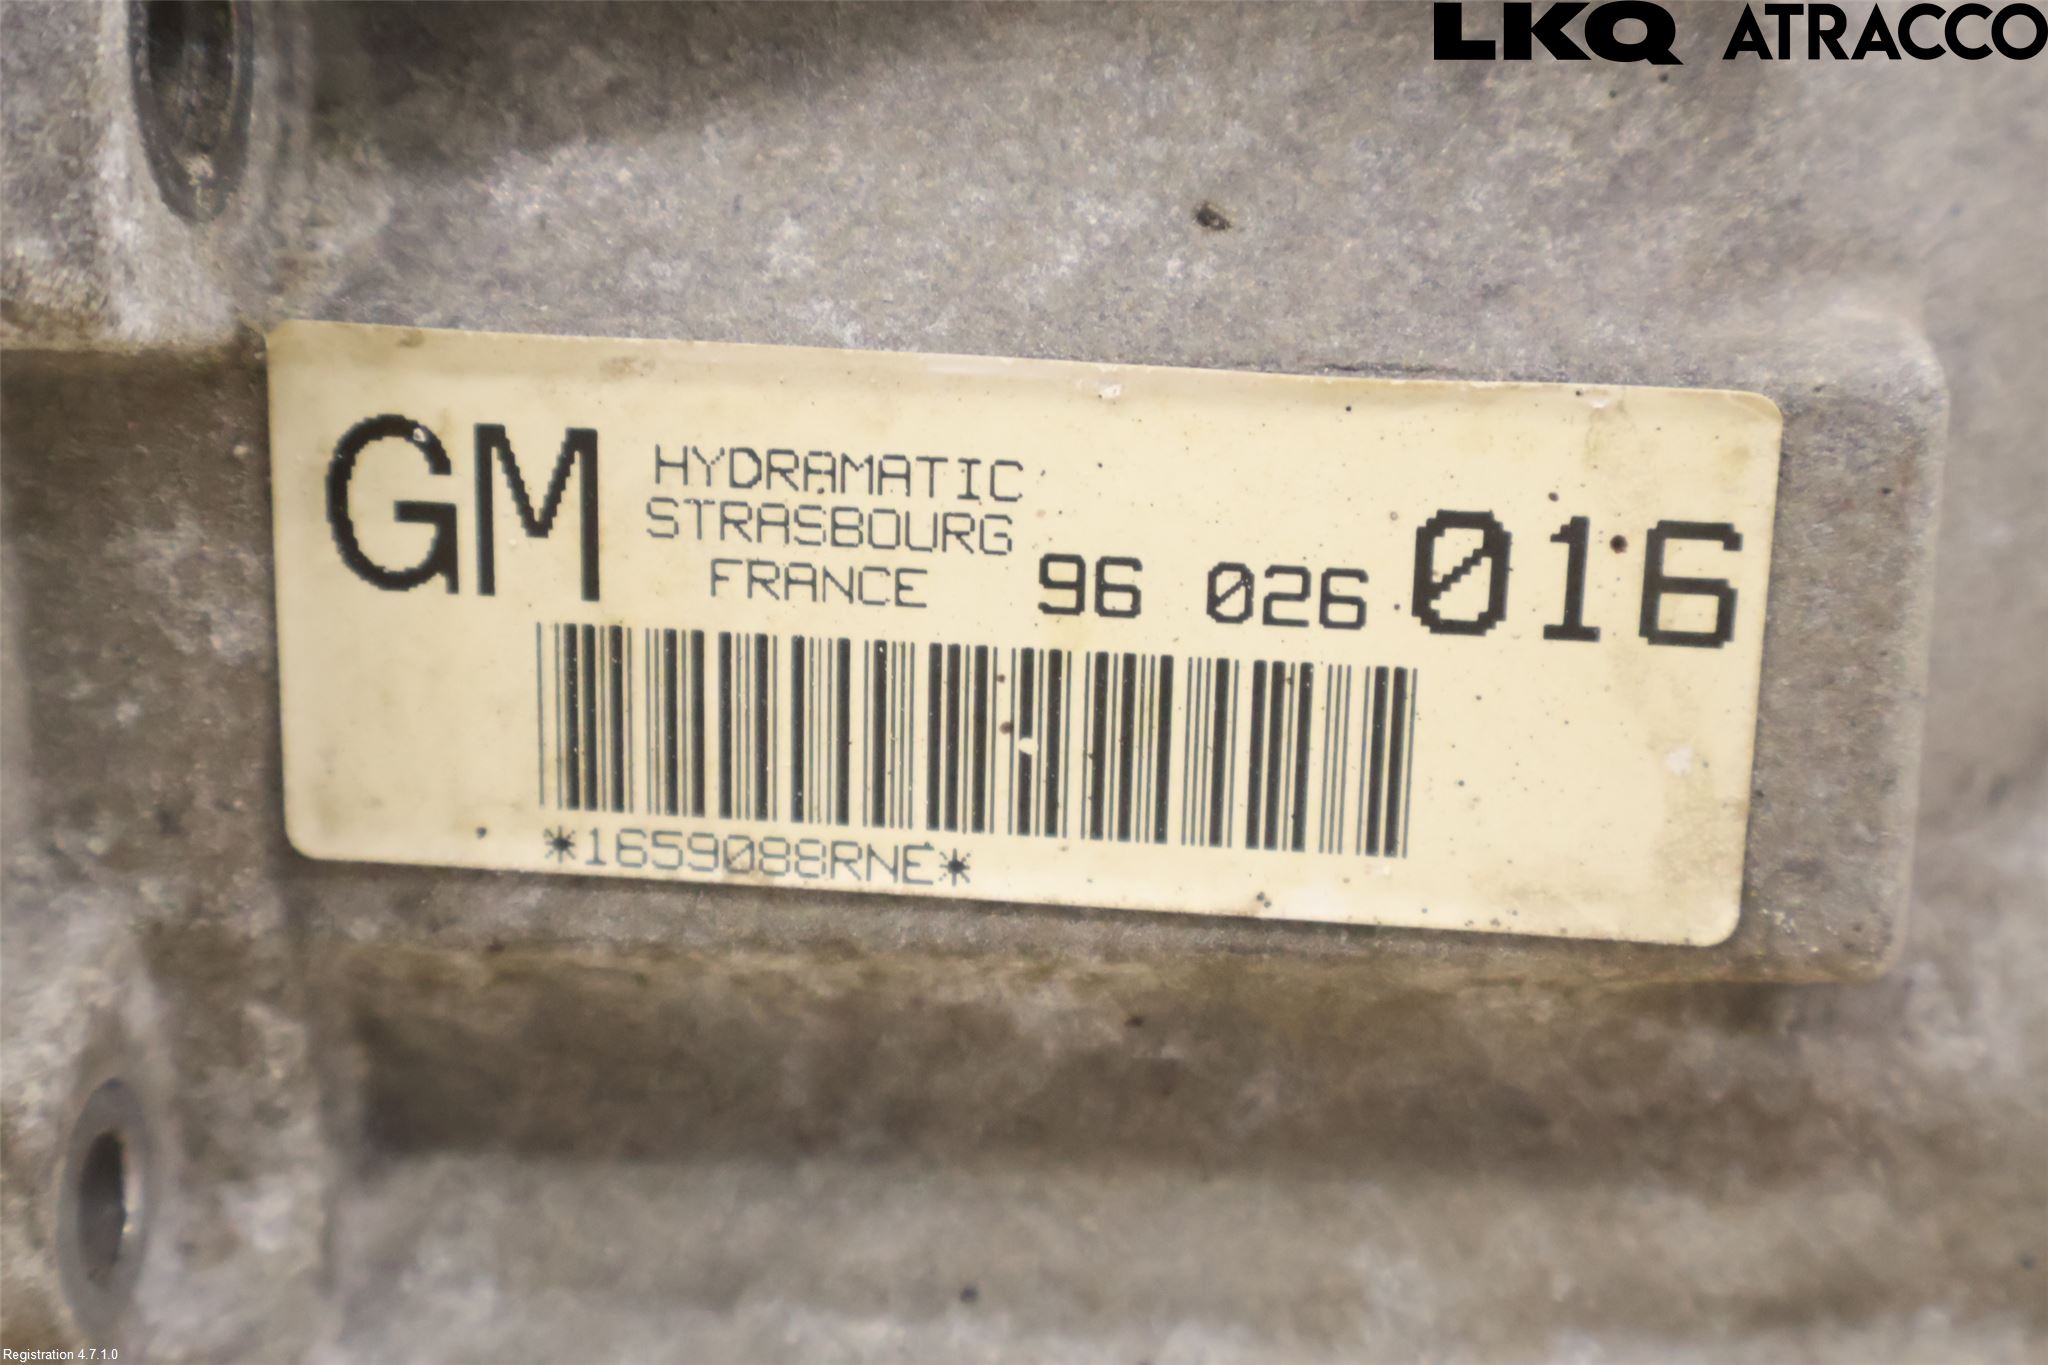 LKQ ATRACCO
GM
HYDRAMATIC
STRASBOURG
FRANCE
96 026 016
*1659088RNE*
Registration 4.7.1.0